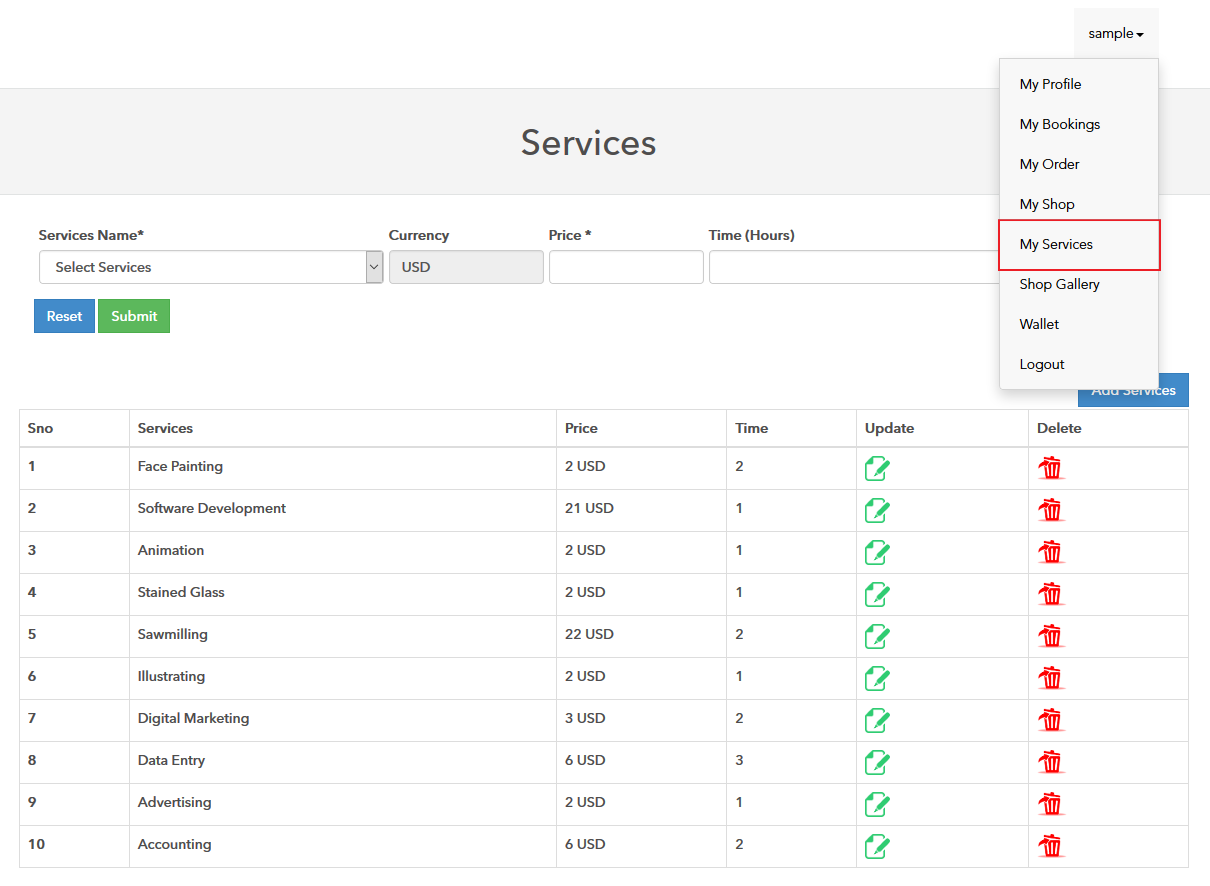 sample
My Profile
My Bookings
My Order
My Shop
My Services
Shop Gallery
Wallet
Logout
Services
Services Name* Currency Price * Time (Hours)
Select Services USD
Reset Submit
Add Services
Sno Services Price Time Update Delete
1 Face Painting 2 USD 2
2 Software Development 21 USD 1
3 Animation 2 USD 1
4 Stained Glass 2 USD 1
5 Sawmilling 22 USD 2
6 Illustrating 2 USD 1
7 Digital Marketing 3 USD 2
8 Data Entry 6 USD 3
9 Advertising 2 USD 1
10 Accounting 6 USD 2